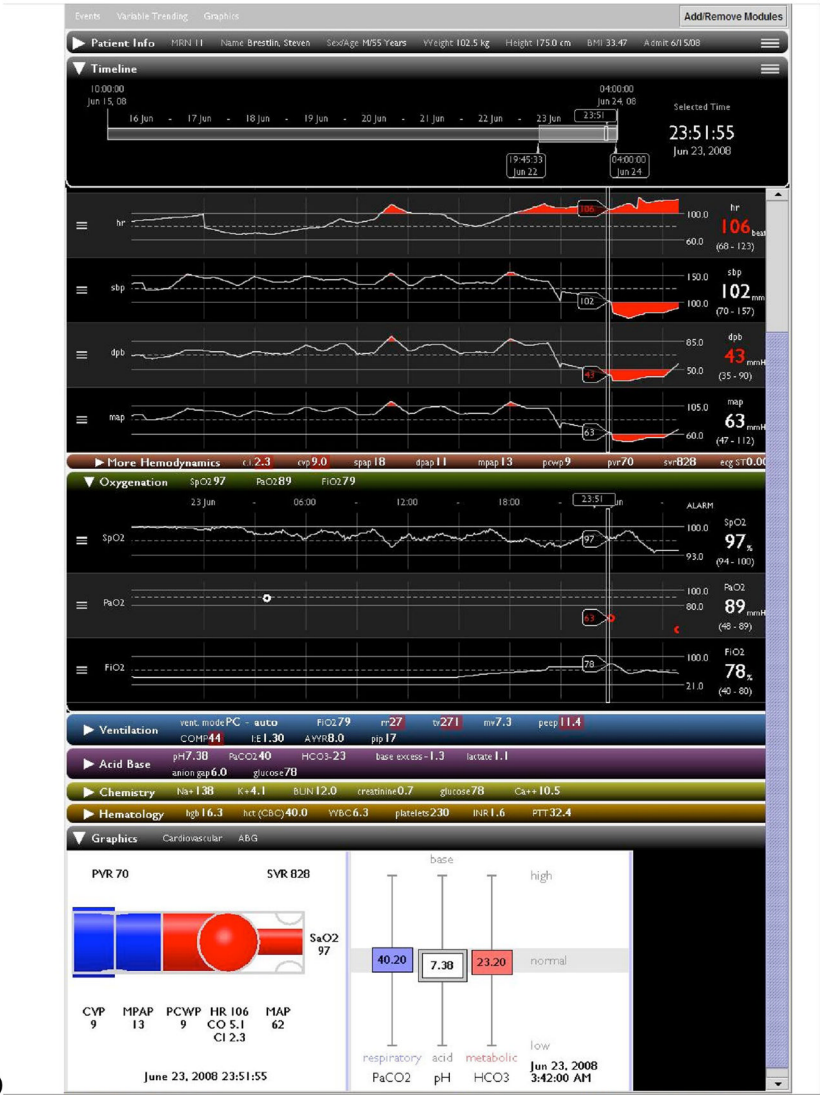 Events Variable Trending Graphics Add/Remove Modules
Patient Info MRN 11 Name Brestlin, Steven Sex/Age M/55 Years Weight 102.5 kg Height 175.0 cm BMI 33.47 Admit 6/15/08
Timeline
10:00:00 04:00:00
Jun 15, 08 Jun 24, 08
Selected Time
16 Jun - 17 Jun - 18 Jun - 19 Jun - 20 Jun - 21 Jun - 22 Jun - 23 Jun 23:51
23:51:55
Jun 23, 2008
19:45:33 04:00:00
Jun 22 Jun 24
hr 106 100.0 60.0 hr 106 beat (68 - 123)
sbp 102 150.0 100.0 sbp 102 mm (70 - 157)
dpb 43 85.0 50.0 dpb 43 mmH (35 - 90)
map 63 105.0 60.0 map 63 mmH (47 - 112)
More Hemodynamics c.i. 2.3 cvp 9.0 spap 18 dpap 11 mpap 13 pcwp 9 pvr 70 svr 828 ecg ST 0.00
Oxygenation SpO2 97 PaO2 89 FiO2 79
23 Jun - 06:00 - 12:00 - 18:00 - 23:51 un - ALARM
SpO2 97 100.0 93.0 SpO2 97 % (94 - 100)
PaO2 63 100.0 80.0 PaO2 89 mmH (48 - 89)
FiO2 78 100.0 21.0 FiO2 78 % (40 - 80)
Ventilation vent. mode PC - auto FiO2 79 rr 27 tv 271 mv 7.3 peep 11.4
COMP 44 I:E 1.30 AWR 8.0 pip 17
Acid Base pH 7.38 PaCO2 40 HCO3- 23 base excess -1.3 lactate 1.1
anion gap 6.0 glucose 78
Chemistry Na+ 138 K+ 4.1 BUN 12.0 creatinine 0.7 glucose 78 Ca++ 10.5
Hematology hgb 16.3 hct (CBC) 40.0 WBC 6.3 platelets 230 INR 1.6 PTT 32.4
Graphics Cardiovascular ABG
PVR 70 SVR 828
SaO2
97
CVP MPAP PCWP HR 106 MAP
9 13 9 CO 5.1 62
CI 2.3
June 23, 2008 23:51:55
base
high
40.20 7.38 23.20 normal
low
respiratory acid metabolic
PaCO2 pH HCO3
Jun 23, 2008
3:42:00 AM